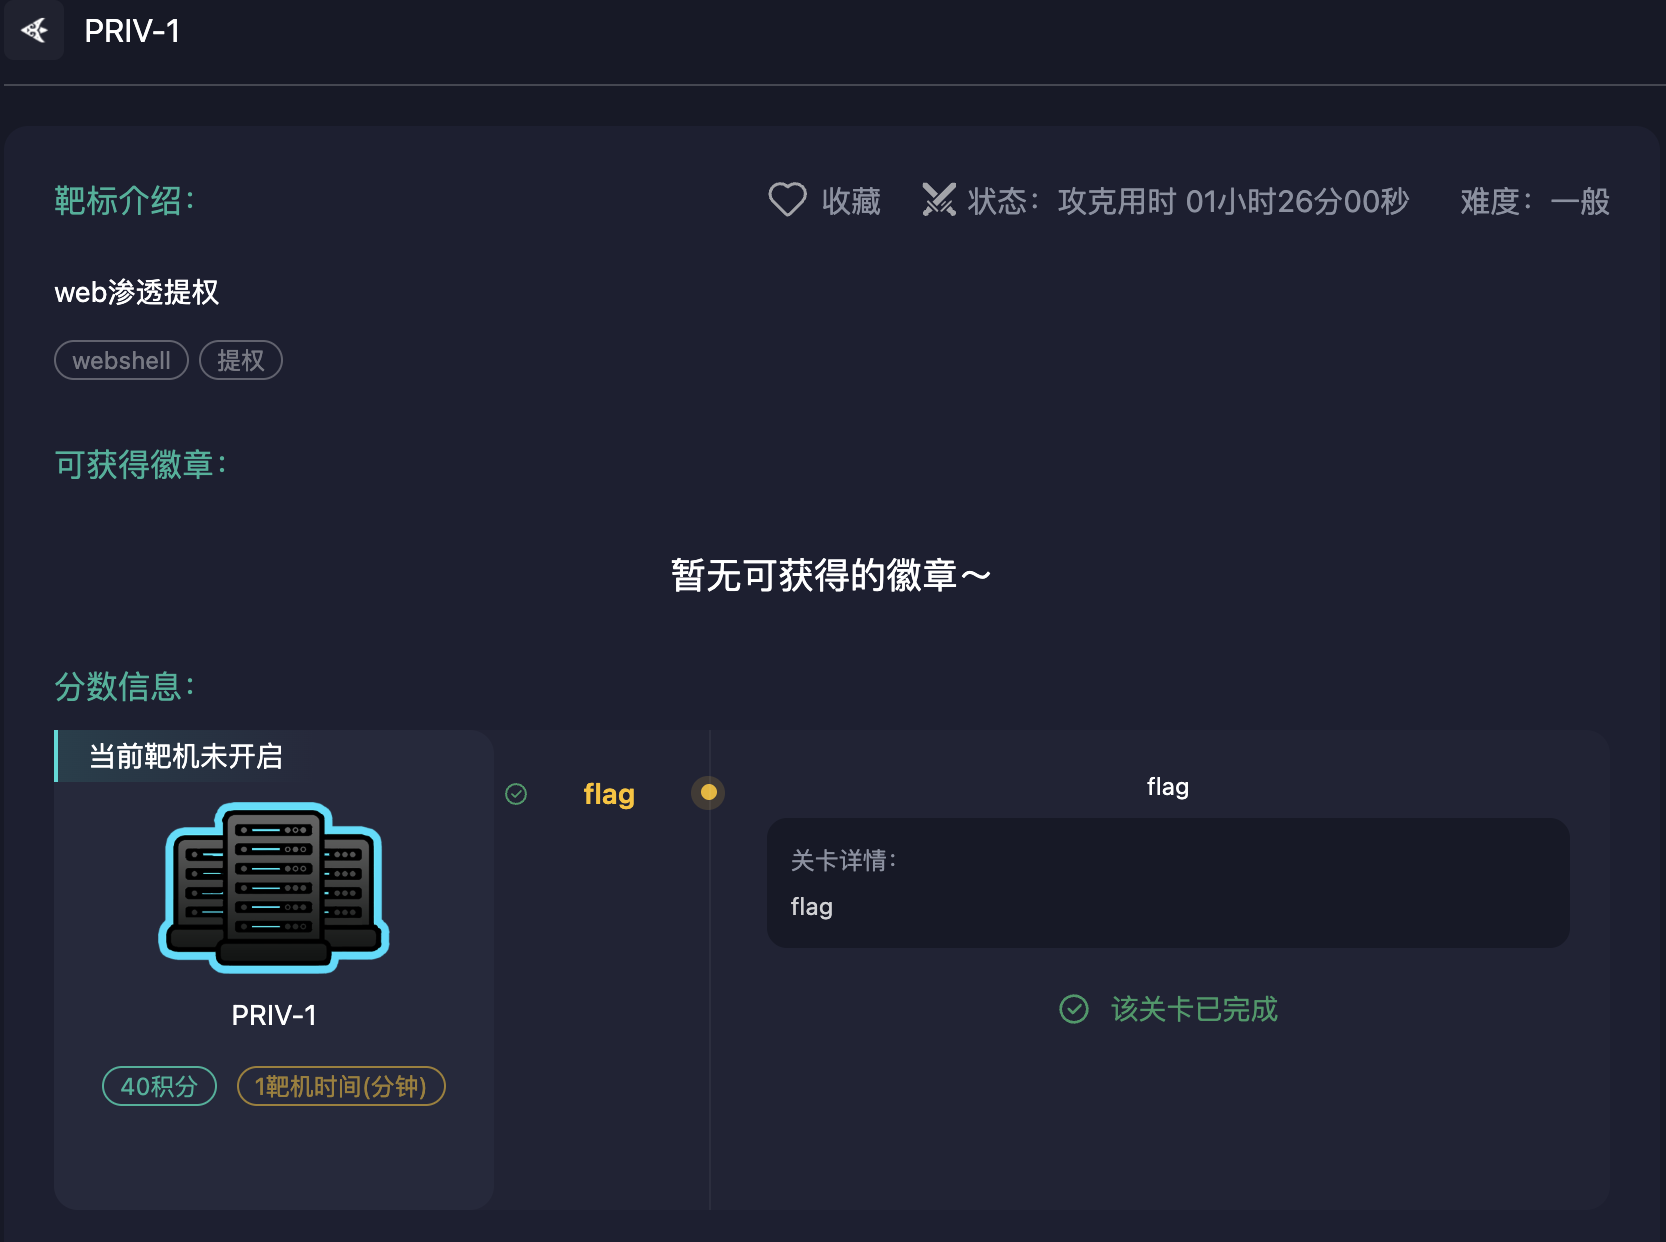 PRIV-1
靶标介绍：
收藏
状态：攻克用时 01小时26分00秒
难度：一般
web渗透提权
webshell
提权
可获得徽章：
暂无可获得的徽章～
分数信息：
当前靶机未开启
PRIV-1
40积分
1靶机时间(分钟)
flag
flag
关卡详情：
flag
该关卡已完成